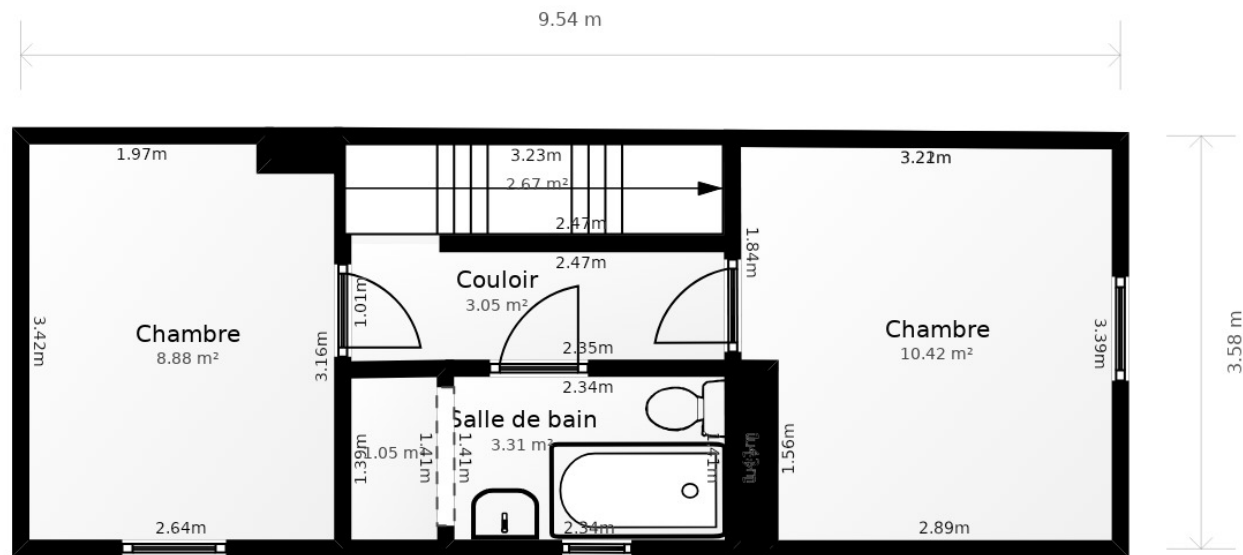 9.54 m
1.97m
3.23m
2.67 m²
2.47m
3.22m
1.84m
2.47m
Couloir
3.05 m²
1.01m
Chambre
8.88 m²
3.42m
3.16m
2.35m
Chambre
10.42 m²
3.39m
3.58 m
2.34m
Salle de bain
3.31 m²
1.05 m²
1.39m
1.41m
1.41m
1.41m
1.56m
2.64m
2.34m
2.89m